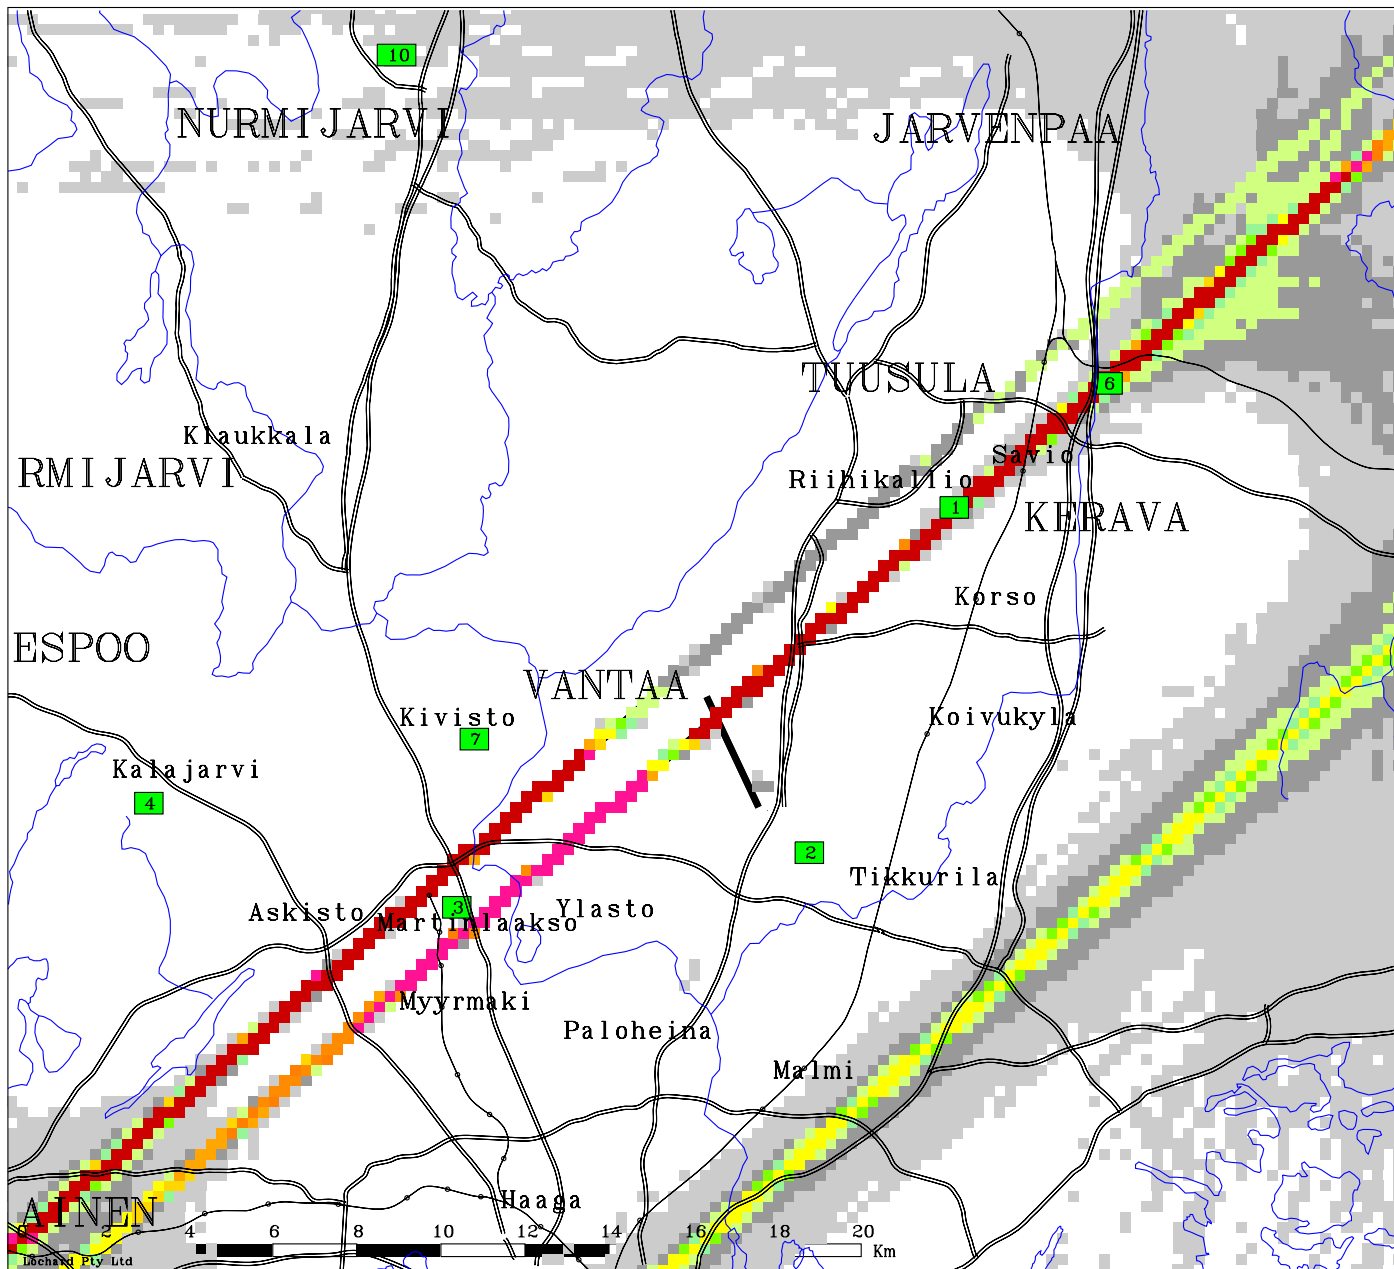 10
NURMIJARVI
JARVENPAA
TUUSULA
6
Klaukkala
Savio
RMIJARVI
Riihikallio
1
KERAVA
Korso
ESPOO
VANTAA
Kivisto
Koivukyla
7
Kalajarvi
4
2
Tikkurila
3
Askisto
Ylasto
Martinlaakso
Myyrmaki
Paloheina
Malmi
Haaga
AINEN
0 2 4 6 8 10 12 14 16 18 20
Km
Lochard Pty Ltd